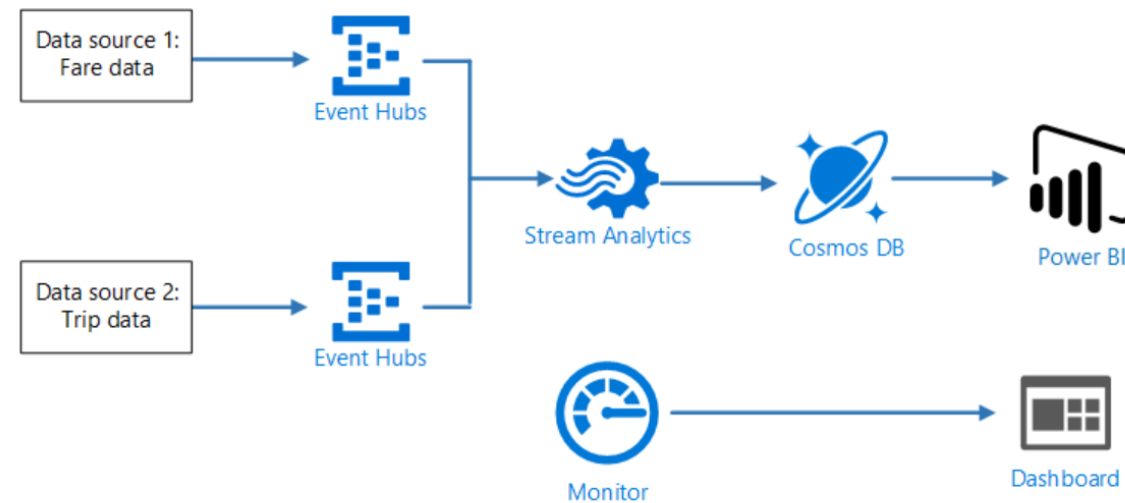 Data source 1:
Fare data
Event Hubs
Stream Analytics
Cosmos DB
Power BI
Data source 2:
Trip data
Event Hubs
Monitor
Dashboard